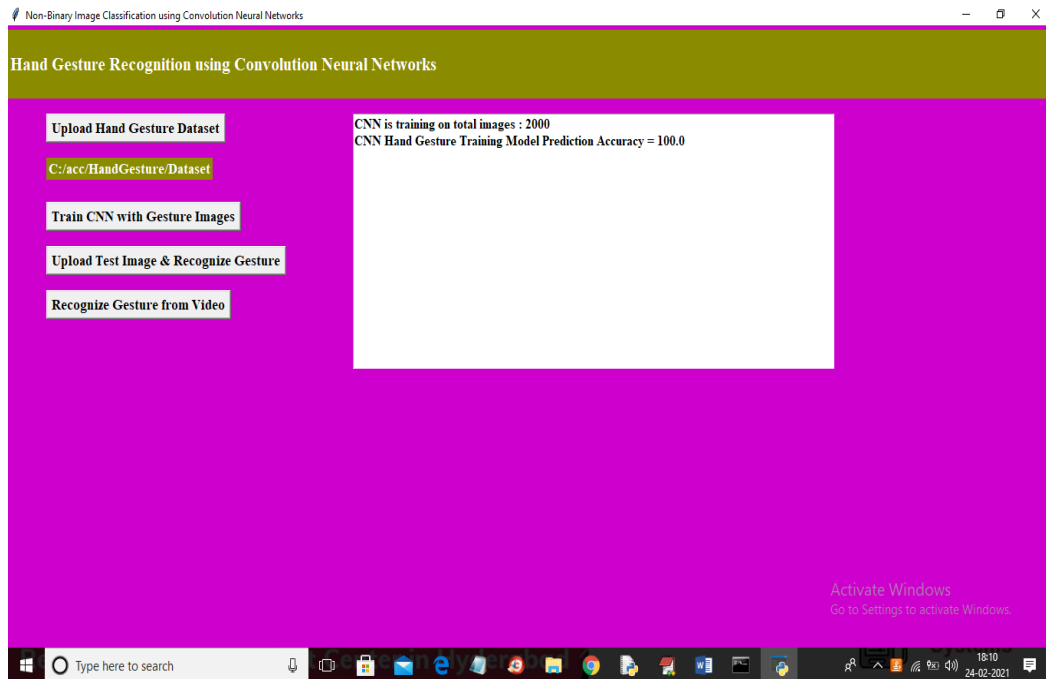 Non-Binary Image Classification using Convolution Neural Networks
Hand Gesture Recognition using Convolution Neural Networks
Upload Hand Gesture Dataset
C:/acc/HandGesture/Dataset
Train CNN with Gesture Images
Upload Test Image & Recognize Gesture
Recognize Gesture from Video
CNN is training on total images : 2000
CNN Hand Gesture Training Model Prediction Accuracy = 100.0
Activate Windows
Go to Settings to activate Windows.
Type here to search
18:10
24-02-2021